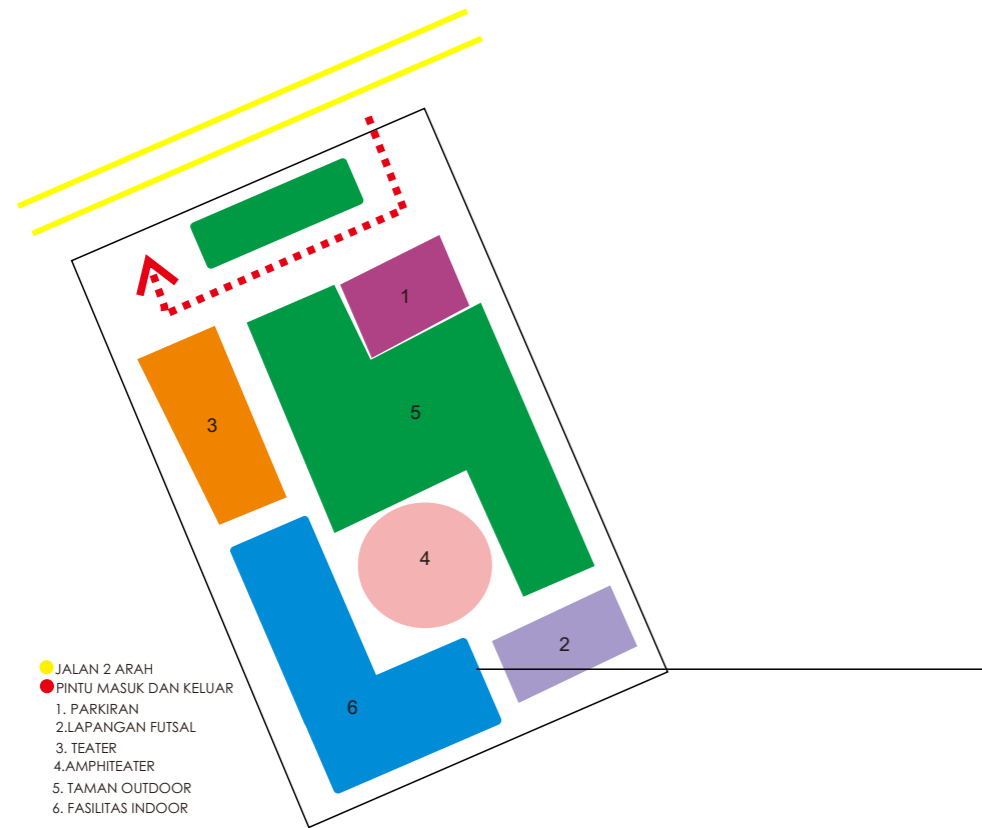 1
3
5
4
2
6
JALAN 2 ARAH
PINTU MASUK DAN KELUAR
1. PARKIRAN
2.LAPANGAN FUTSAL
3. TEATER
4.AMPHITEATER
5. TAMAN OUTDOOR
6. FASILITAS INDOOR